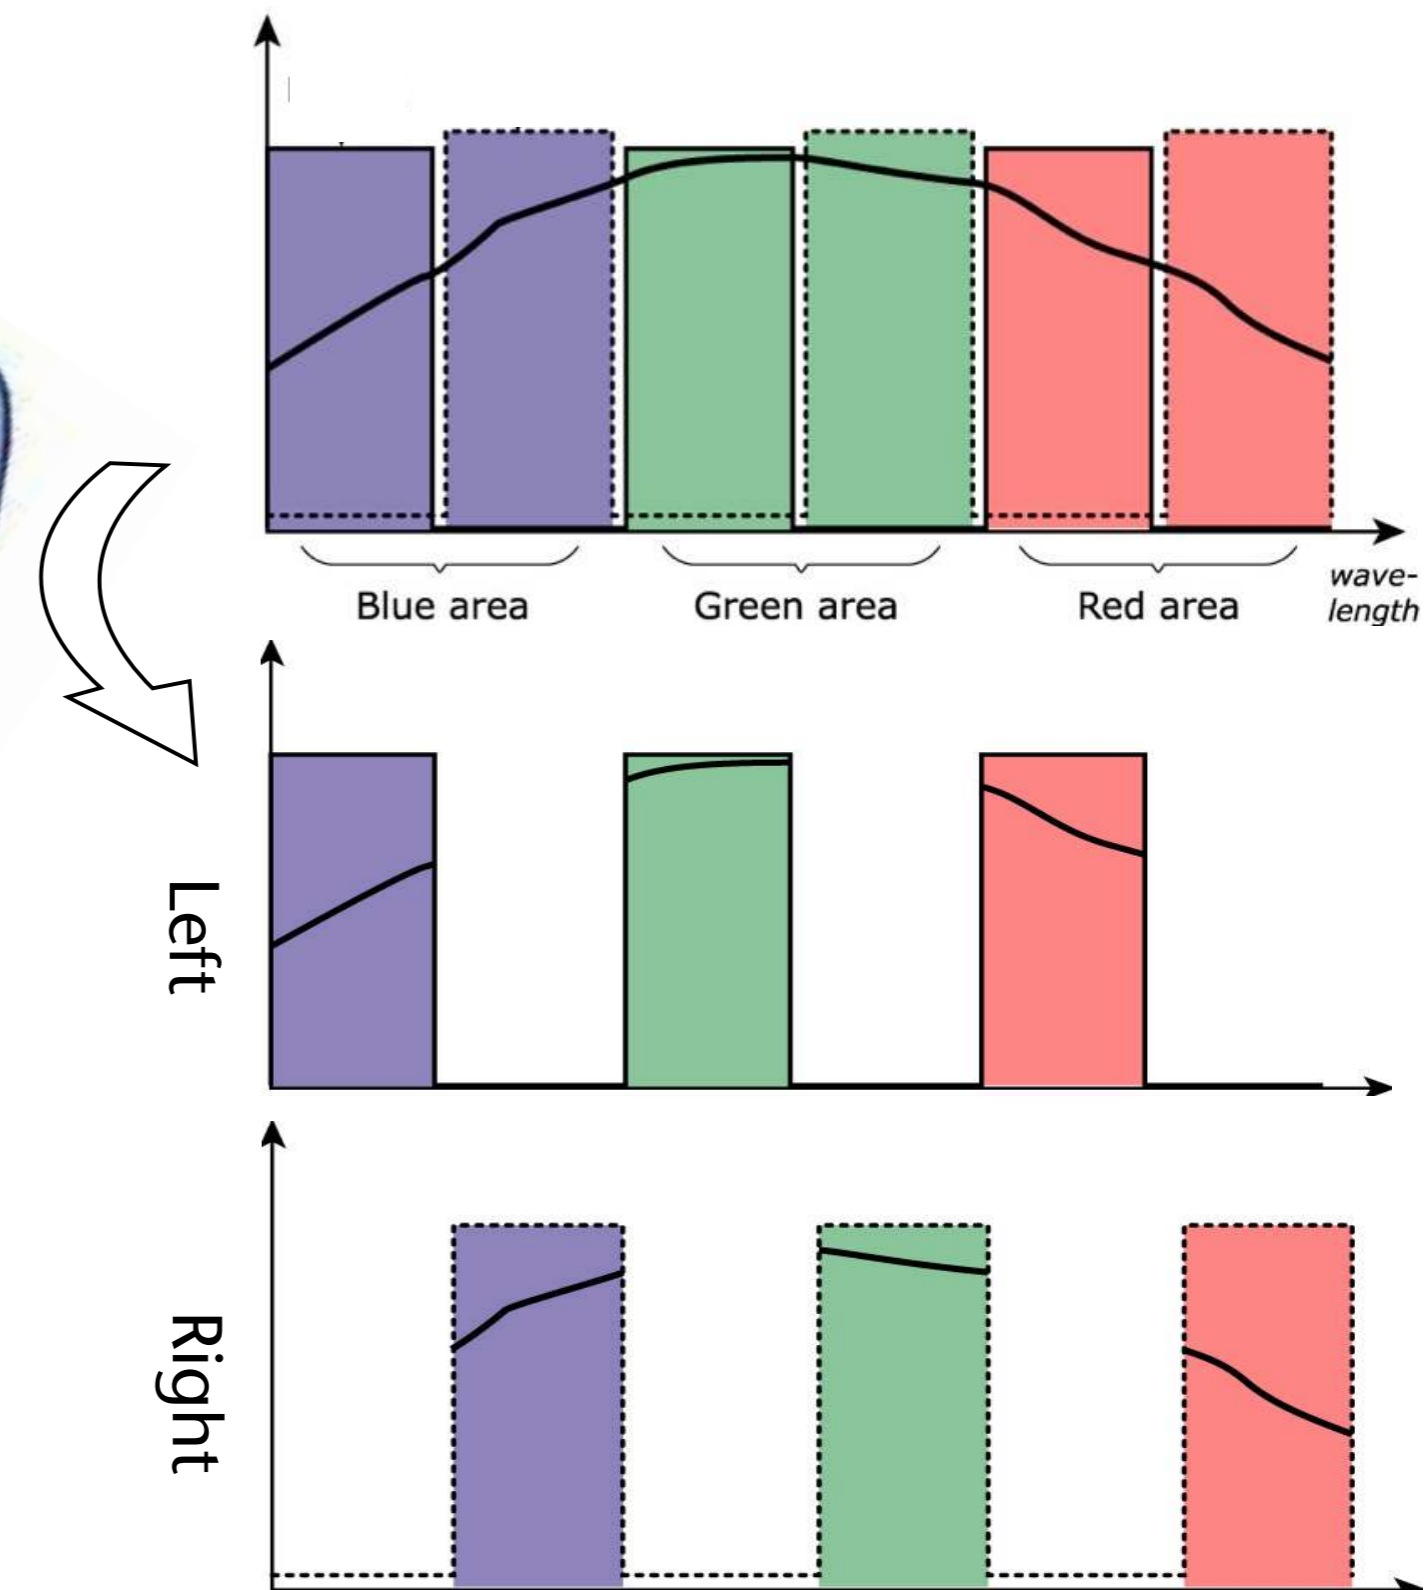 Blue area
Green area
Red area
wave-
length
Left
Right